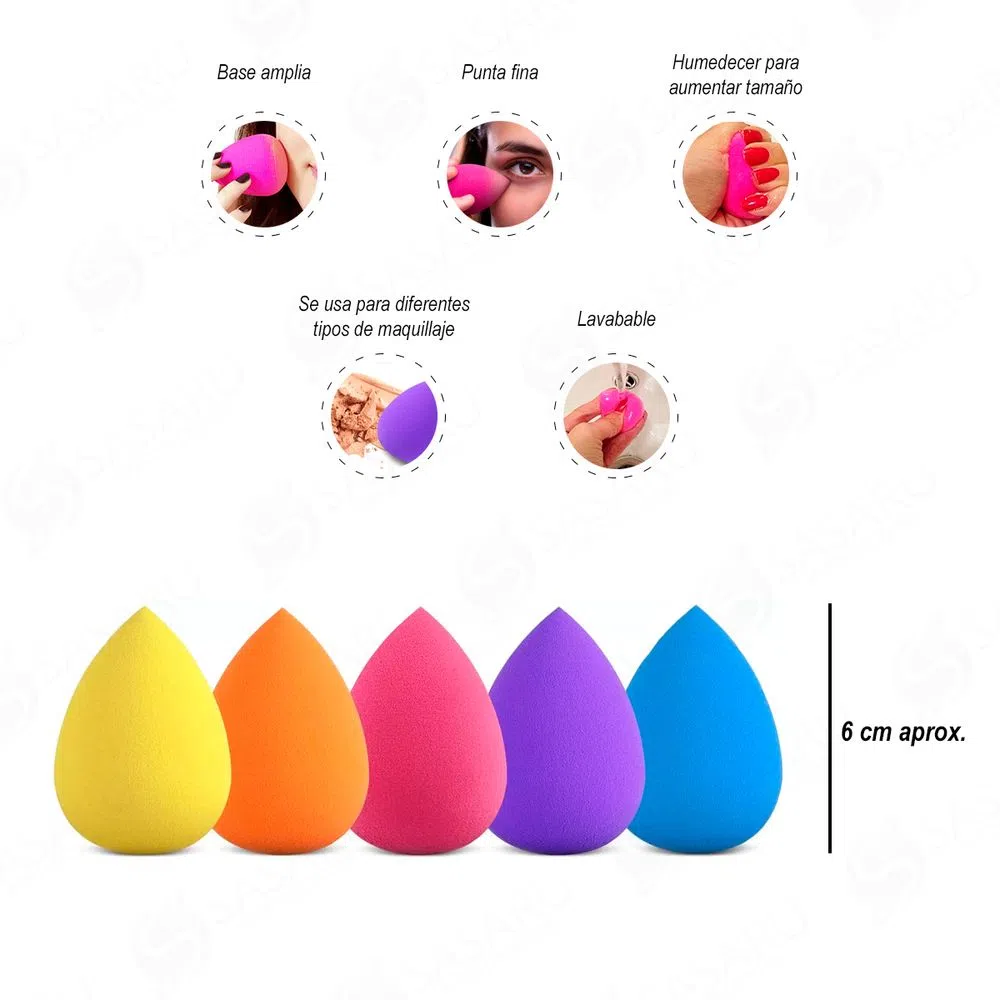 Base amplia
Punta fina
Humedecer para
aumentar tamaño
Se usa para diferentes
tipos de maquillaje
Lavabable
6 cm aprox.
SASARU